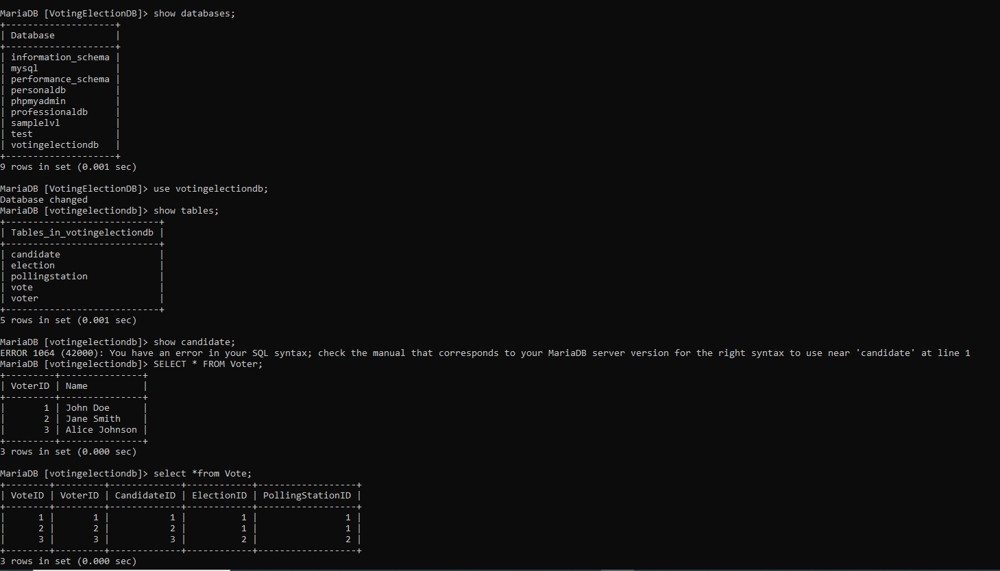 MariaDB [VotingElectionDB]> show databases;
+--------------------+
| Database           |
+--------------------+
| information_schema |
| mysql              |
| performance_schema |
| personaldb         |
| phpmyadmin         |
| professionaldb     |
| samplelvl          |
| test               |
| votingelectiondb   |
+--------------------+
9 rows in set (0.001 sec)

MariaDB [VotingElectionDB]> use votingelectiondb;
Database changed
MariaDB [votingelectiondb]> show tables;
+----------------------------+
| Tables_in_votingelectiondb |
+----------------------------+
| candidate                  |
| election                   |
| pollingstation             |
| vote                       |
| voter                      |
+----------------------------+
5 rows in set (0.001 sec)

MariaDB [votingelectiondb]> show candidate;
ERROR 1064 (42000): You have an error in your SQL syntax; check the manual that corresponds to your MariaDB server version for the right syntax to use near 'candidate' at line 1
MariaDB [votingelectiondb]> SELECT * FROM Voter;
+---------+---------------+
| VoterID | Name          |
+---------+---------------+
|       1 | John Doe      |
|       2 | Jane Smith    |
|       3 | Alice Johnson |
+---------+---------------+
3 rows in set (0.000 sec)

MariaDB [votingelectiondb]> select *from Vote;
+--------+---------+-------------+------------+------------------+
| VoteID | VoterID | CandidateID | ElectionID | PollingStationID |
+--------+---------+-------------+------------+------------------+
|      1 |       1 |           1 |          1 |                1 |
|      2 |       2 |           2 |          1 |                1 |
|      3 |       3 |           3 |          2 |                2 |
+--------+---------+-------------+------------+------------------+
3 rows in set (0.000 sec)